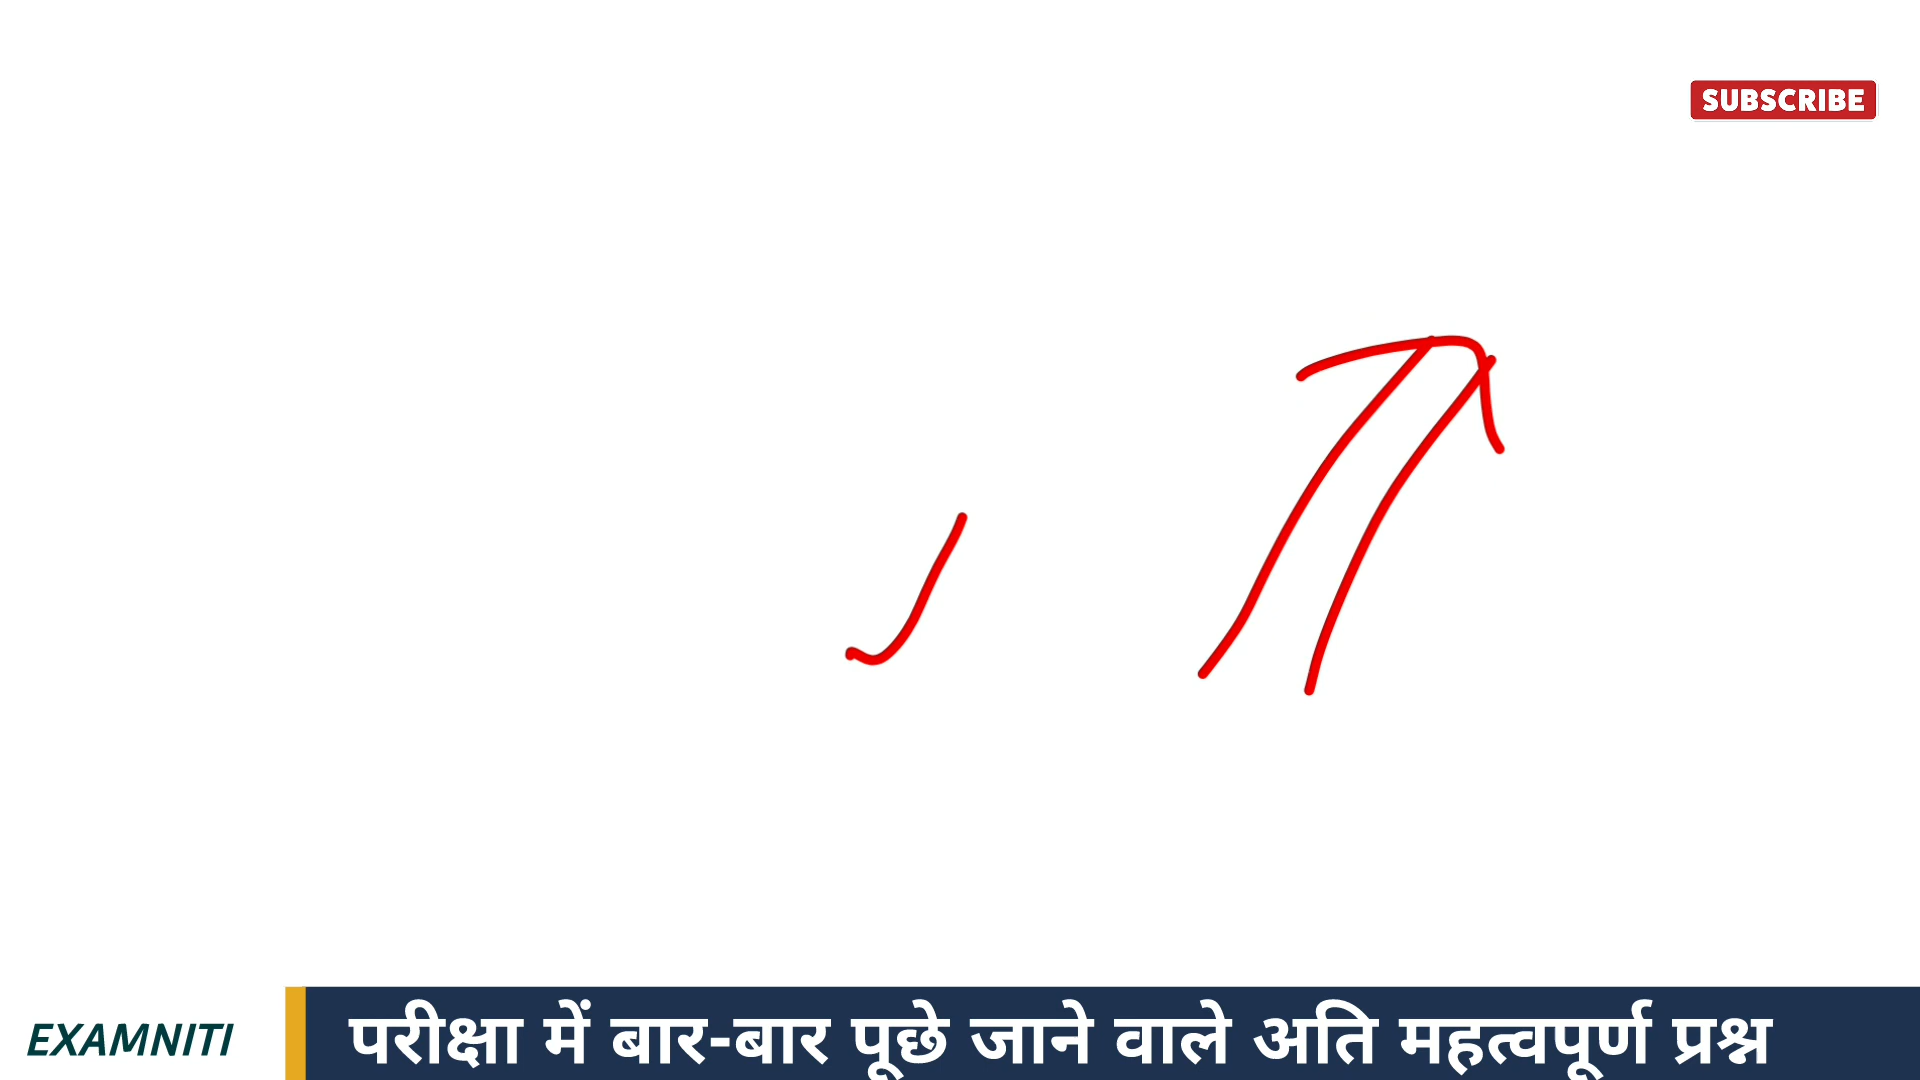 SUBSCRIBE
EXAMNITI
परीक्षा में बार-बार पूछे जाने वाले अति महत्वपूर्ण प्रश्न